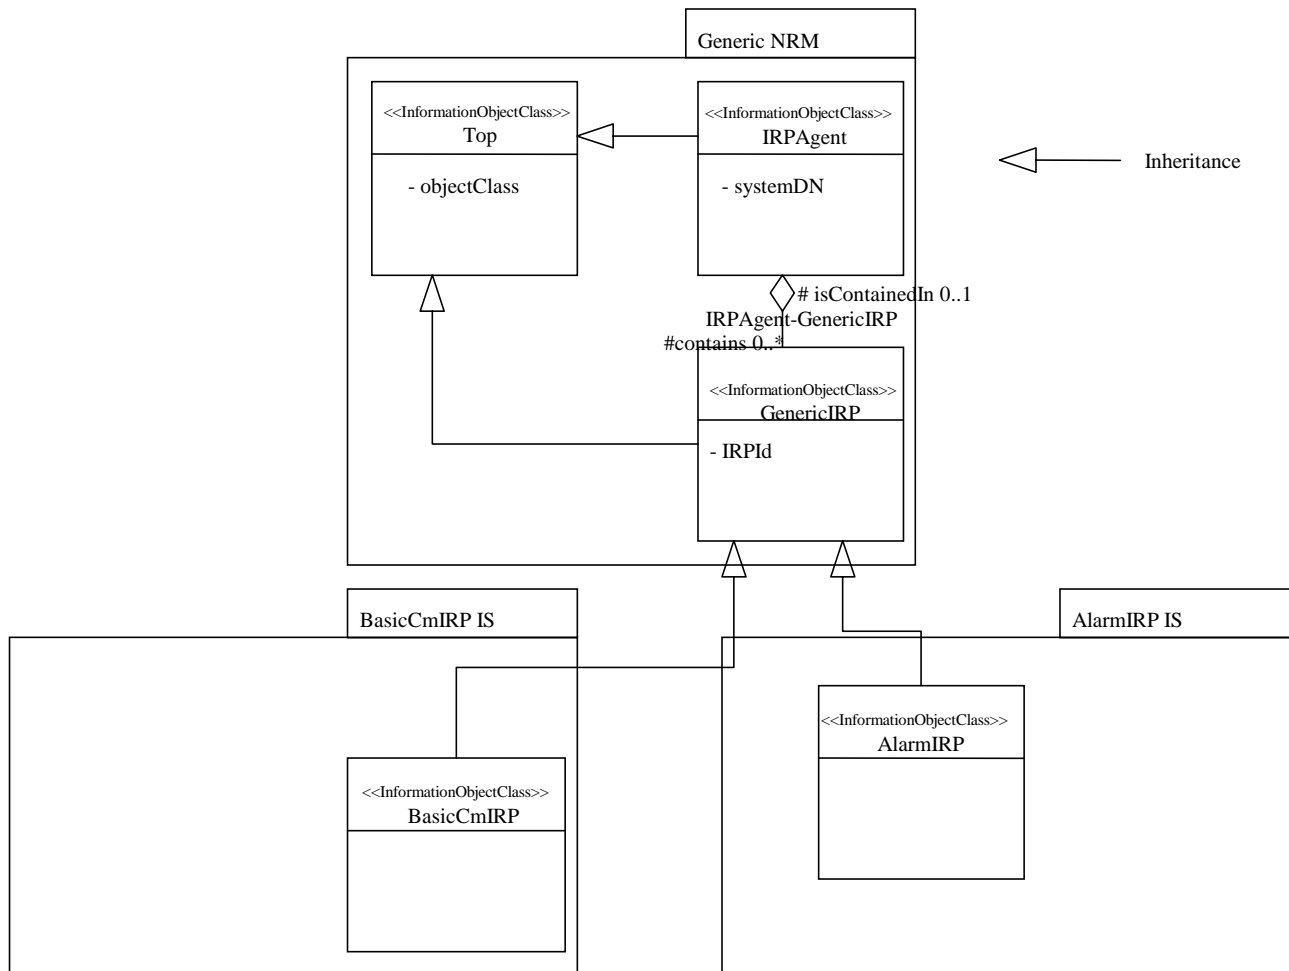 Generic NRM
<<InformationObjectClass>>
Top
- objectClass
<<InformationObjectClass>>
IRPAgent
- systemDN
Inheritance
# isContainedIn 0..1
IRPAgent-GenericIRP
#contains 0..*
<<InformationObjectClass>>
GenericIRP
- IRPId
BasicCmIRP IS
<<InformationObjectClass>>
BasicCmIRP
AlarmIRP IS
<<InformationObjectClass>>
AlarmIRP